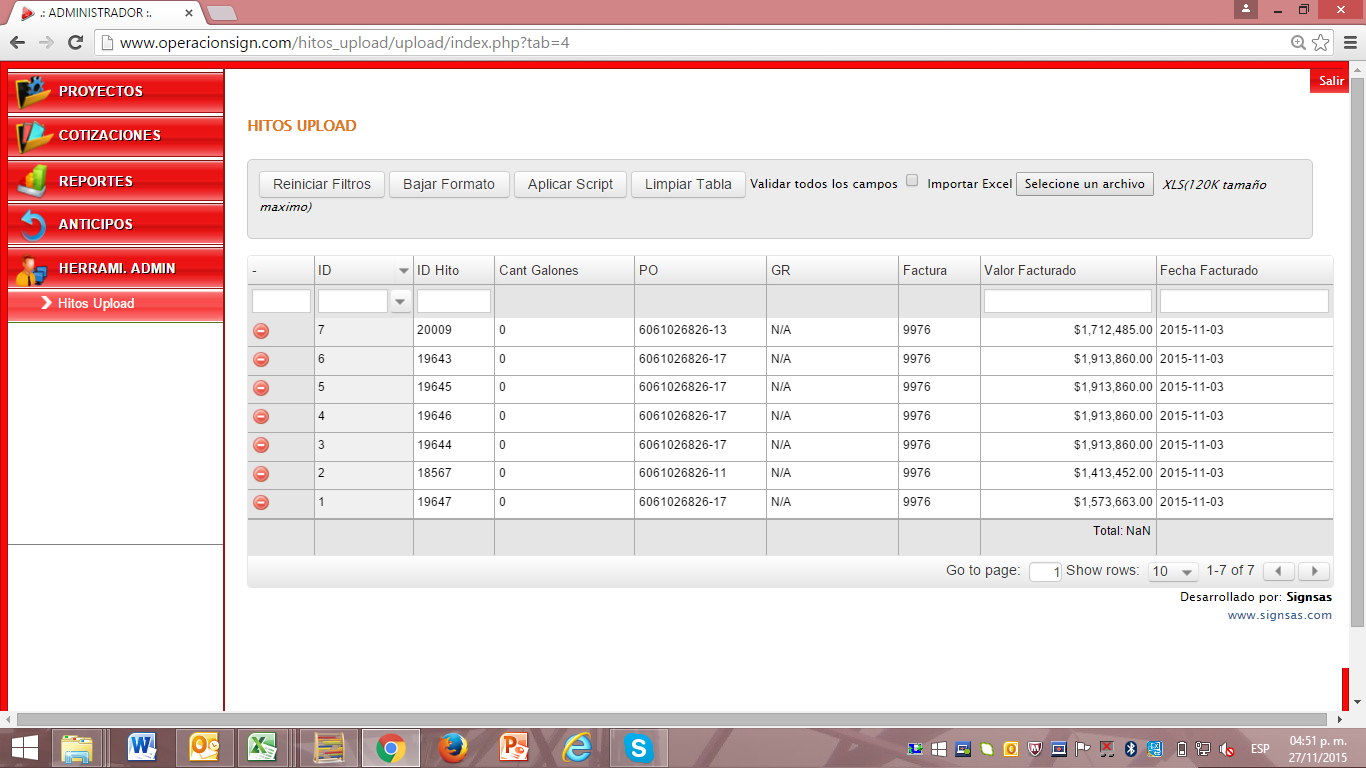 .: ADMINISTRADOR :.
www.operacionsign.com/hitos_upload/upload/index.php?tab=4
Salir
PROYECTOS
COTIZACIONES
REPORTES
ANTICIPOS
HERRAMI. ADMIN
Hitos Upload
HITOS UPLOAD
Reiniciar Filtros Bajar Formato Aplicar Script Limpiar Tabla Validar todos los campos Importar Excel Selecione un archivo XLS(120K tamaño
maximo)
- ID ID Hito Cant Galones PO GR Factura Valor Facturado Fecha Facturado
7 20009 0 6061026826-13 N/A 9976 $1,712,485.00 2015-11-03
6 19643 0 6061026826-17 N/A 9976 $1,913,860.00 2015-11-03
5 19645 0 6061026826-17 N/A 9976 $1,913,860.00 2015-11-03
4 19646 0 6061026826-17 N/A 9976 $1,913,860.00 2015-11-03
3 19644 0 6061026826-17 N/A 9976 $1,913,860.00 2015-11-03
2 18567 0 6061026826-11 N/A 9976 $1,413,452.00 2015-11-03
1 19647 0 6061026826-17 N/A 9976 $1,573,663.00 2015-11-03
Total: NaN
Go to page: 1 Show rows: 10 1-7 of 7
Desarrollado por: Signsas
www.signsas.com
ESP
04:51 p. m.
27/11/2015